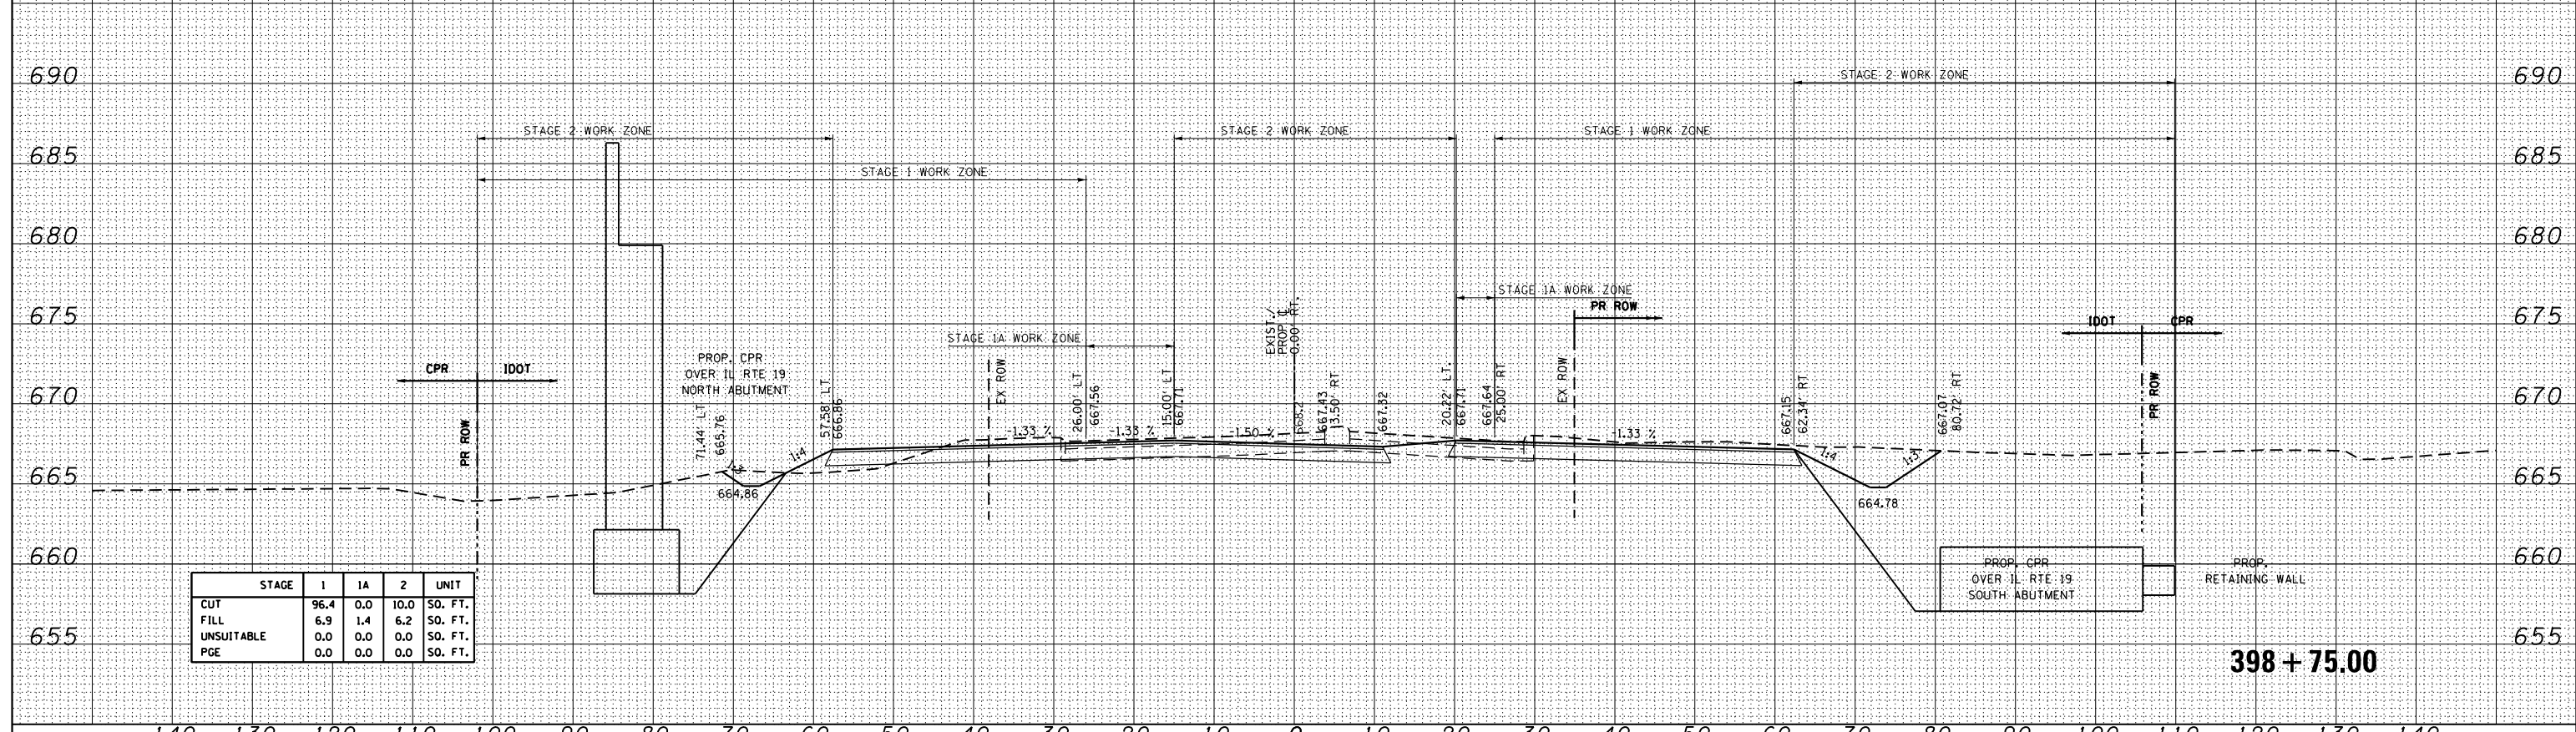 690
690
STAGE 2 WORK ZONE
STAGE 2 WORK ZONE
STAGE 2 WORK ZONE
STAGE 1 WORK ZONE
685
685
STAGE 1 WORK ZONE
680
680
STAGE 1A WORK ZONE
PR ROW
675
675
EXIST./
PROP. ℄
0.00' RT.
IDOT
CPR
STAGE 1A WORK ZONE
PROP. CPR
OVER IL RTE 19
NORTH ABUTMENT
CPR
IDOT
EX ROW
EX ROW
PR ROW
670
670
71.44' LT
665.76
57.58' LT
666.86
26.00' LT
667.56
15.00' LT
667.71
667.43
3.50' RT
667.32
20.22' LT.
667.71
667.64
25.00' RT
667.15
62.34' RT
667.07
80.72' RT
PR ROW
-1.33 %
-1.33 %
-1.50 %
-1.33 %
1:3
1:4
1:4
1:3
665
665
664.86
664.78
660
660
PROP. CPR
OVER IL RTE 19
SOUTH ABUTMENT
PROP.
RETAINING WALL
STAGE 1 1A 2 UNIT
CUT 96.4 0.0 10.0 SQ. FT.
FILL 6.9 1.4 6.2 SQ. FT.
UNSUITABLE 0.0 0.0 0.0 SQ. FT.
PGE 0.0 0.0 0.0 SQ. FT.
655
655
398 + 75.00